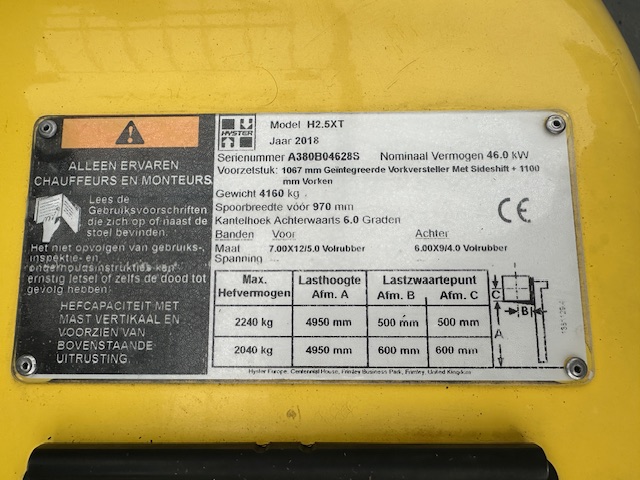 HYSTER
Model H2.5XT
Jaar 2018
Serienummer A380B04628S Nominaal Vermogen 46.0 kW
Voorzetstuk: 1067 mm Geïntegreerde Vorkversteller Met Sideshift + 1100
mm Vorken
Gewicht 4160 kg
Spoorbreedte vóór 970 mm
Kantelhoek Achterwaarts 6.0 Graden
Banden Voor Achter
Maat 7.00X12/5.0 Volrubber 6.00X9/4.0 Volrubber
Spanning
CE
ALLEEN ERVAREN
CHAUFFEURS EN MONTEURS
Lees de
Gebruiksvoorschriften
die zich op of naast de
stoel bevinden.
Het niet opvolgen van gebruiks-,
inspektie- en
onderhoudsinstrukties kan
ernstig letsel of zelfs de dood tot
gevolg hebben.
HEFCAPACITEIT MET
MAST VERTIKAAL EN
VOORZIEN VAN
BOVENSTAANDE
UITRUSTING.
Max. Lasthoogte Lastzwaartepunt
Hefvermogen Afm. A Afm. B Afm. C
2240 kg 4950 mm 500 mm 500 mm
2040 kg 4950 mm 600 mm 600 mm
C
B
A
Hyster Europe, Centennial House, Frimley Business Park, Frimley, United Kingdom